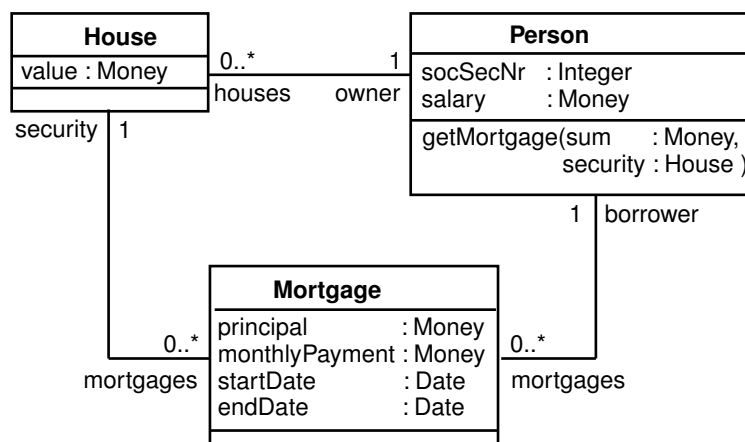 House
value : Money
0..*
1
houses
owner
Person
socSecNr : Integer
salary : Money
getMortgage(sum : Money,
security : House )
security
1
1
borrower
Mortgage
principal : Money
monthlyPayment : Money
startDate : Date
endDate : Date
0..*
mortgages
0..*
mortgages